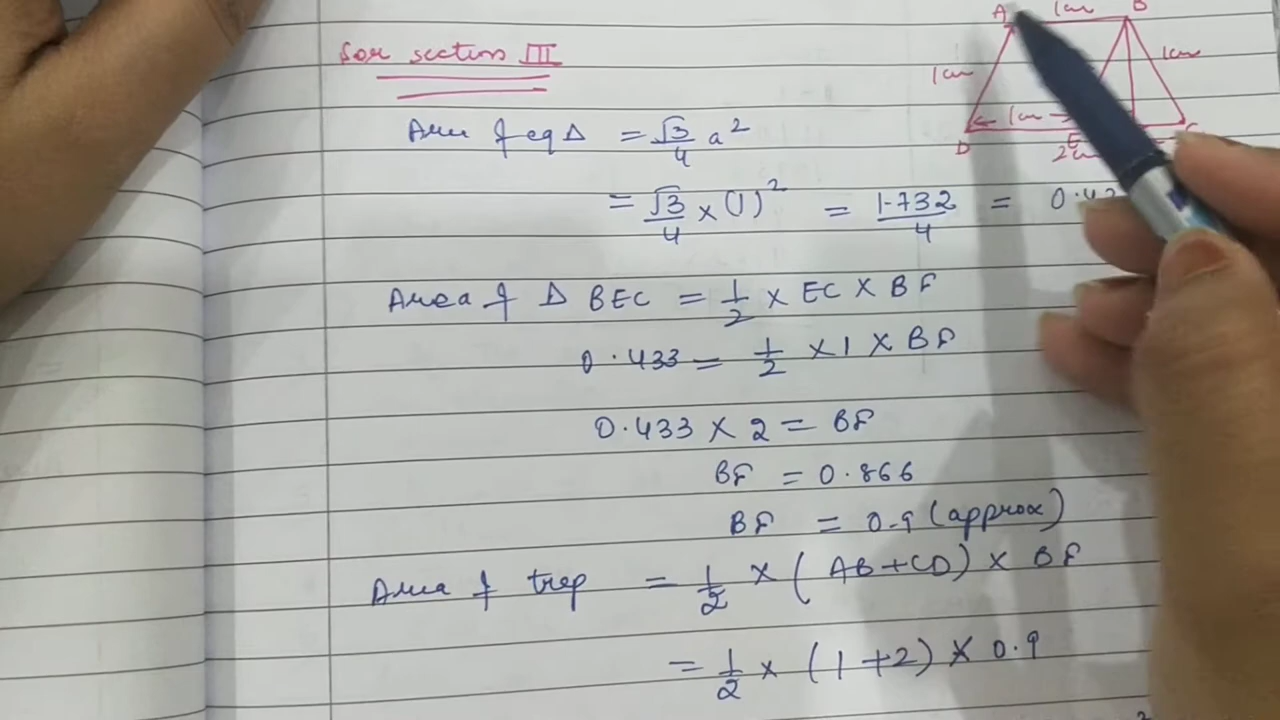 A 1cm B
for section III
1cm 1cm
← 1cm →
D E C
2cm
Area of eq Δ = √3/4 a²
= √3/4 × (1)² = 1.732/4 =
Area of Δ BEC = 1/2 × EC × BF
0.433 = 1/2 × 1 × BF
0.433 × 2 = BF
BF = 0.866
BF = 0.9 (approx)
Area of trep = 1/2 × (AB+CD) × BF
= 1/2 × (1+2) × 0.9